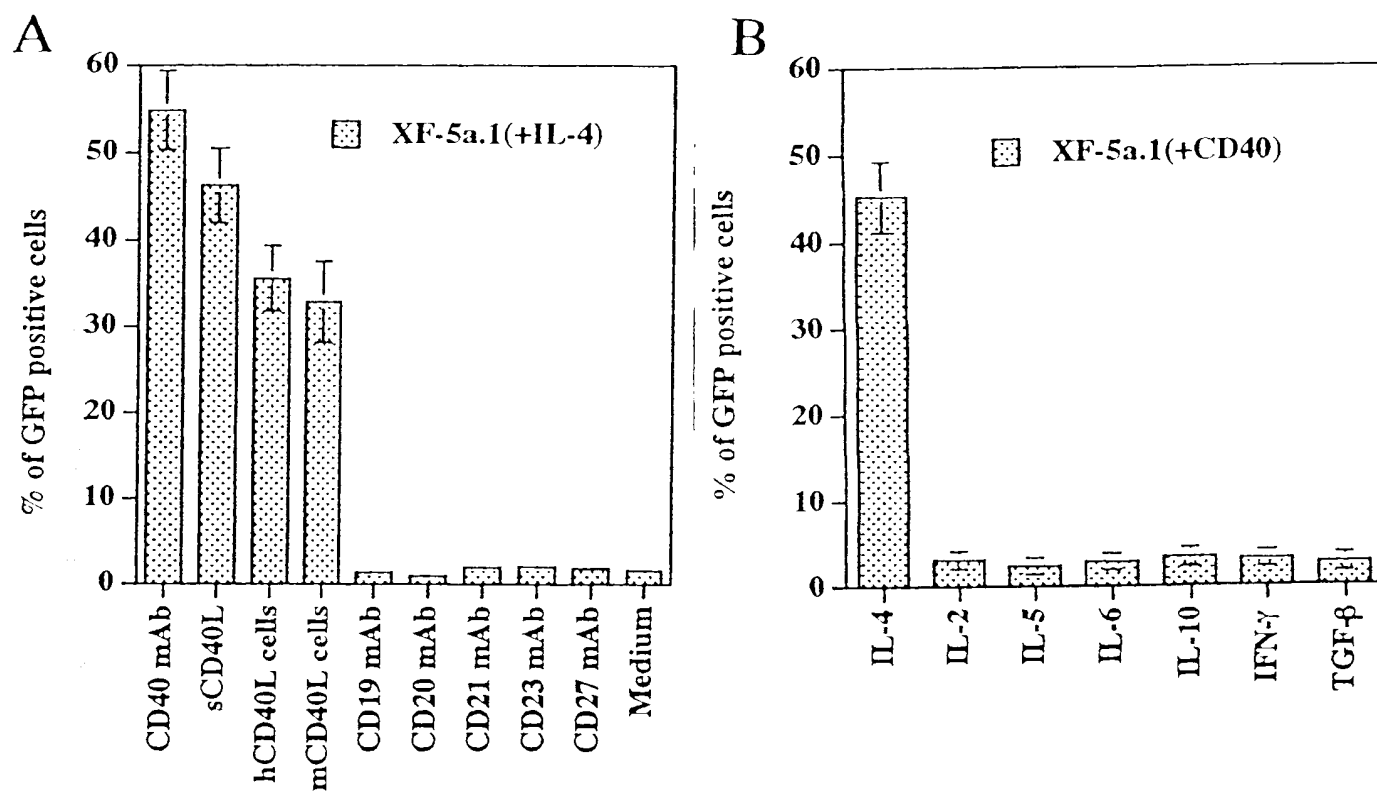 A
% of GFP positive cells
60
50
40
30
20
10
0
XF-5a.1(+IL-4)
CD40 mAb
sCD40L
hCD40L cells
mCD40L cells
CD19 mAb
CD20 mAb
CD21 mAb
CD23 mAb
CD27 mAb
Medium
B
% of GFP positive cells
60
50
40
30
20
10
0
XF-5a.1(+CD40)
IL-4
IL-2
IL-5
IL-6
IL-10
IFN-γ
TGF-β